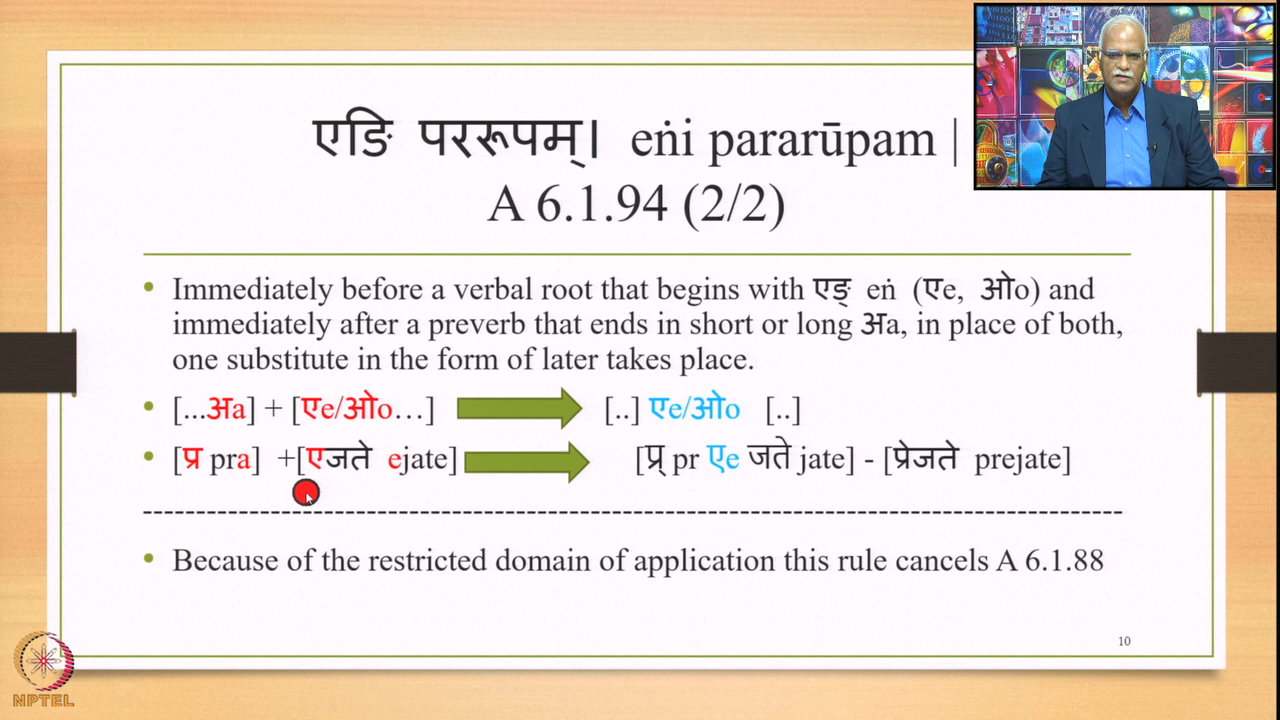 एङि पररूपम्। eṅi pararūpam |
A 6.1.94 (2/2)
• Immediately before a verbal root that begins with एङ् eṅ (एe, ओo) and
immediately after a preverb that ends in short or long अa, in place of both,
one substitute in the form of later takes place.
• [...अa] + [एe/ओo…] [..] एe/ओo [..]
• [प्र pra] +[एजते ejate] [प्र् pr एe जते jate] - [प्रेजते prejate]
--------------------------------------------------------------------------------------------
• Because of the restricted domain of application this rule cancels A 6.1.88
10
NPTEL